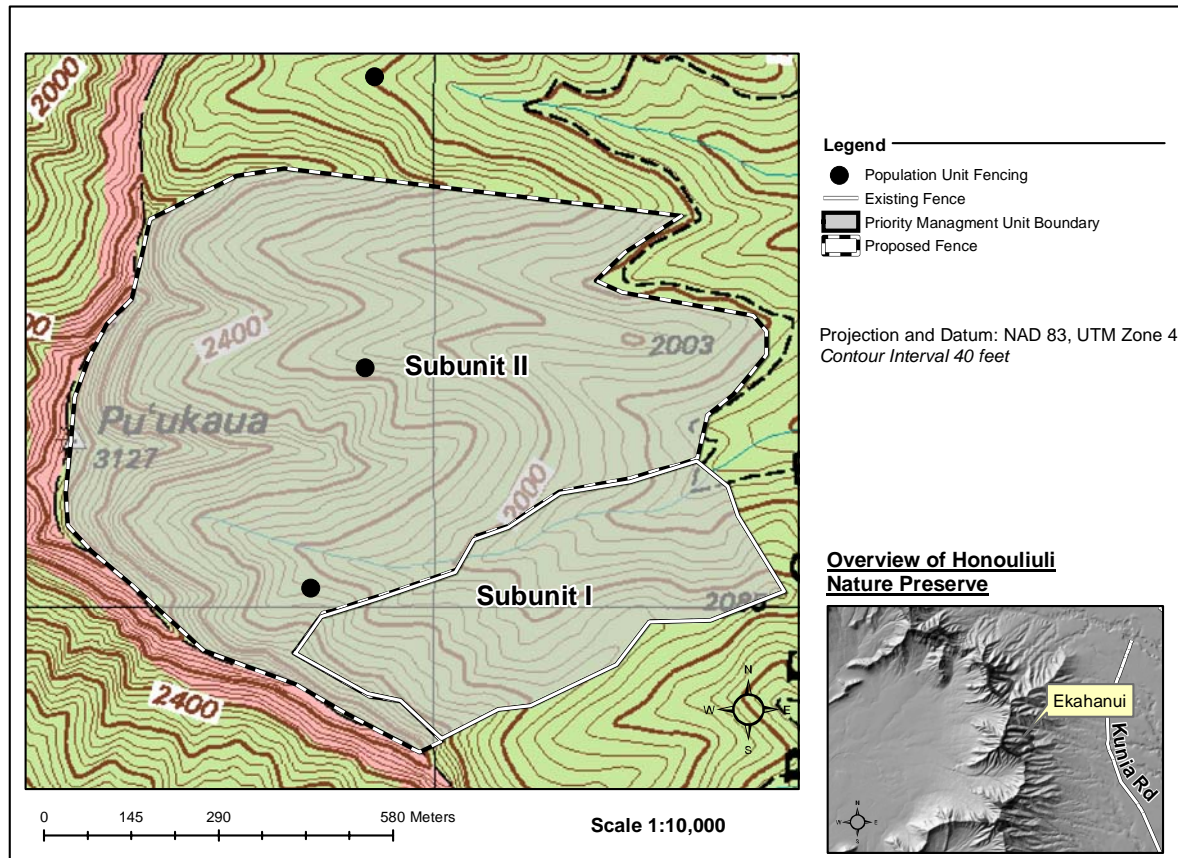 2000
2400
Subunit II
2003
Pu'ukaua
3127
2000
Subunit I
2400
N
W E
S
0 145 290 580 Meters
Scale 1:10,000
Legend
Population Unit Fencing
Existing Fence
Priority Managment Unit Boundary
Proposed Fence
Projection and Datum: NAD 83, UTM Zone 4
Contour Interval 40 feet
Overview of Honouliuli
Nature Preserve
Ekahanui
Kunia Rd
N
W E
S